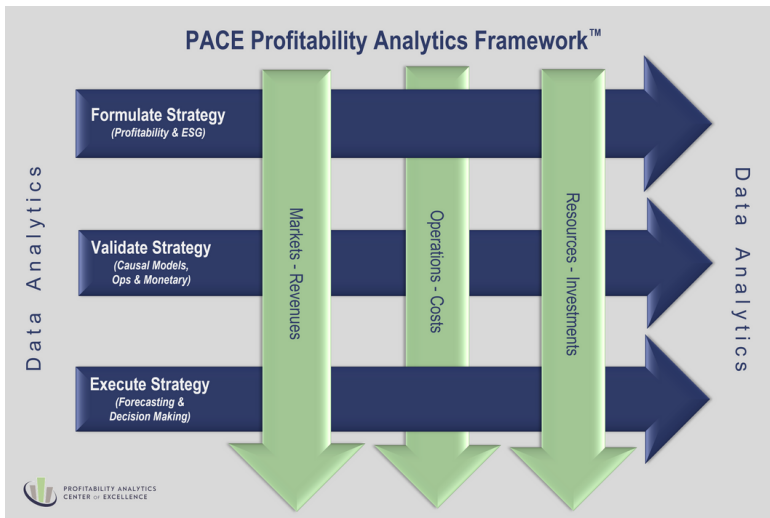 PACE Profitability Analytics Framework™
Formulate Strategy
(Profitability & ESG)
Validate Strategy
(Causal Models,
Ops & Monetary)
Execute Strategy
(Forecasting &
Decision Making)
Markets - Revenues
Operations - Costs
Resources - Investments
Data Analytics
Data Analytics
PROFITABILITY ANALYTICS
CENTER OF EXCELLENCE